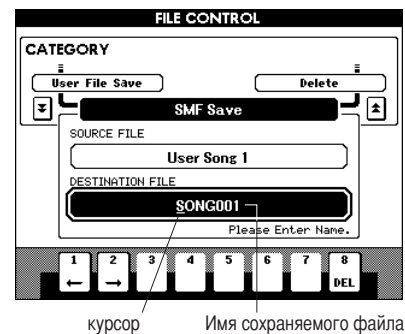 FILE CONTROL
CATEGORY
User File Save
Delete
SMF Save
SOURCE FILE
User Song 1
DESTINATION FILE
SONG001
Please Enter Name.
1 2 3 4 5 6 7 8
← → DEL
курсор Имя сохраняемого файла